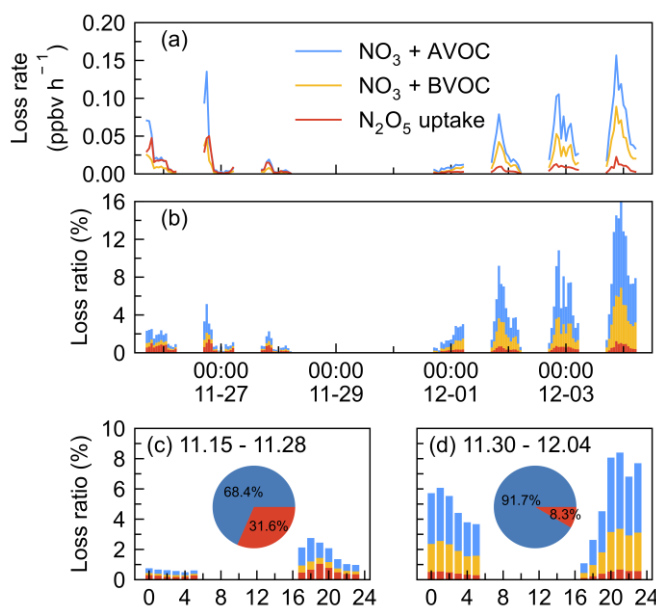 (a)
NO₃ + AVOC
NO₃ + BVOC
N₂O₅ uptake
Loss rate
(ppbv h⁻¹)
0.20
0.15
0.10
0.05
0.00
(b)
Loss ratio (%)
16
12
8
4
0
00:00 00:00 00:00 00:00
11-27 11-29 12-01 12-03
(c) 11.15 - 11.28
68.4%
31.6%
Loss ratio (%)
10
8
6
4
2
0
0 4 8 12 16 20 24
(d) 11.30 - 12.04
91.7%
8.3%
0 4 8 12 16 20 24